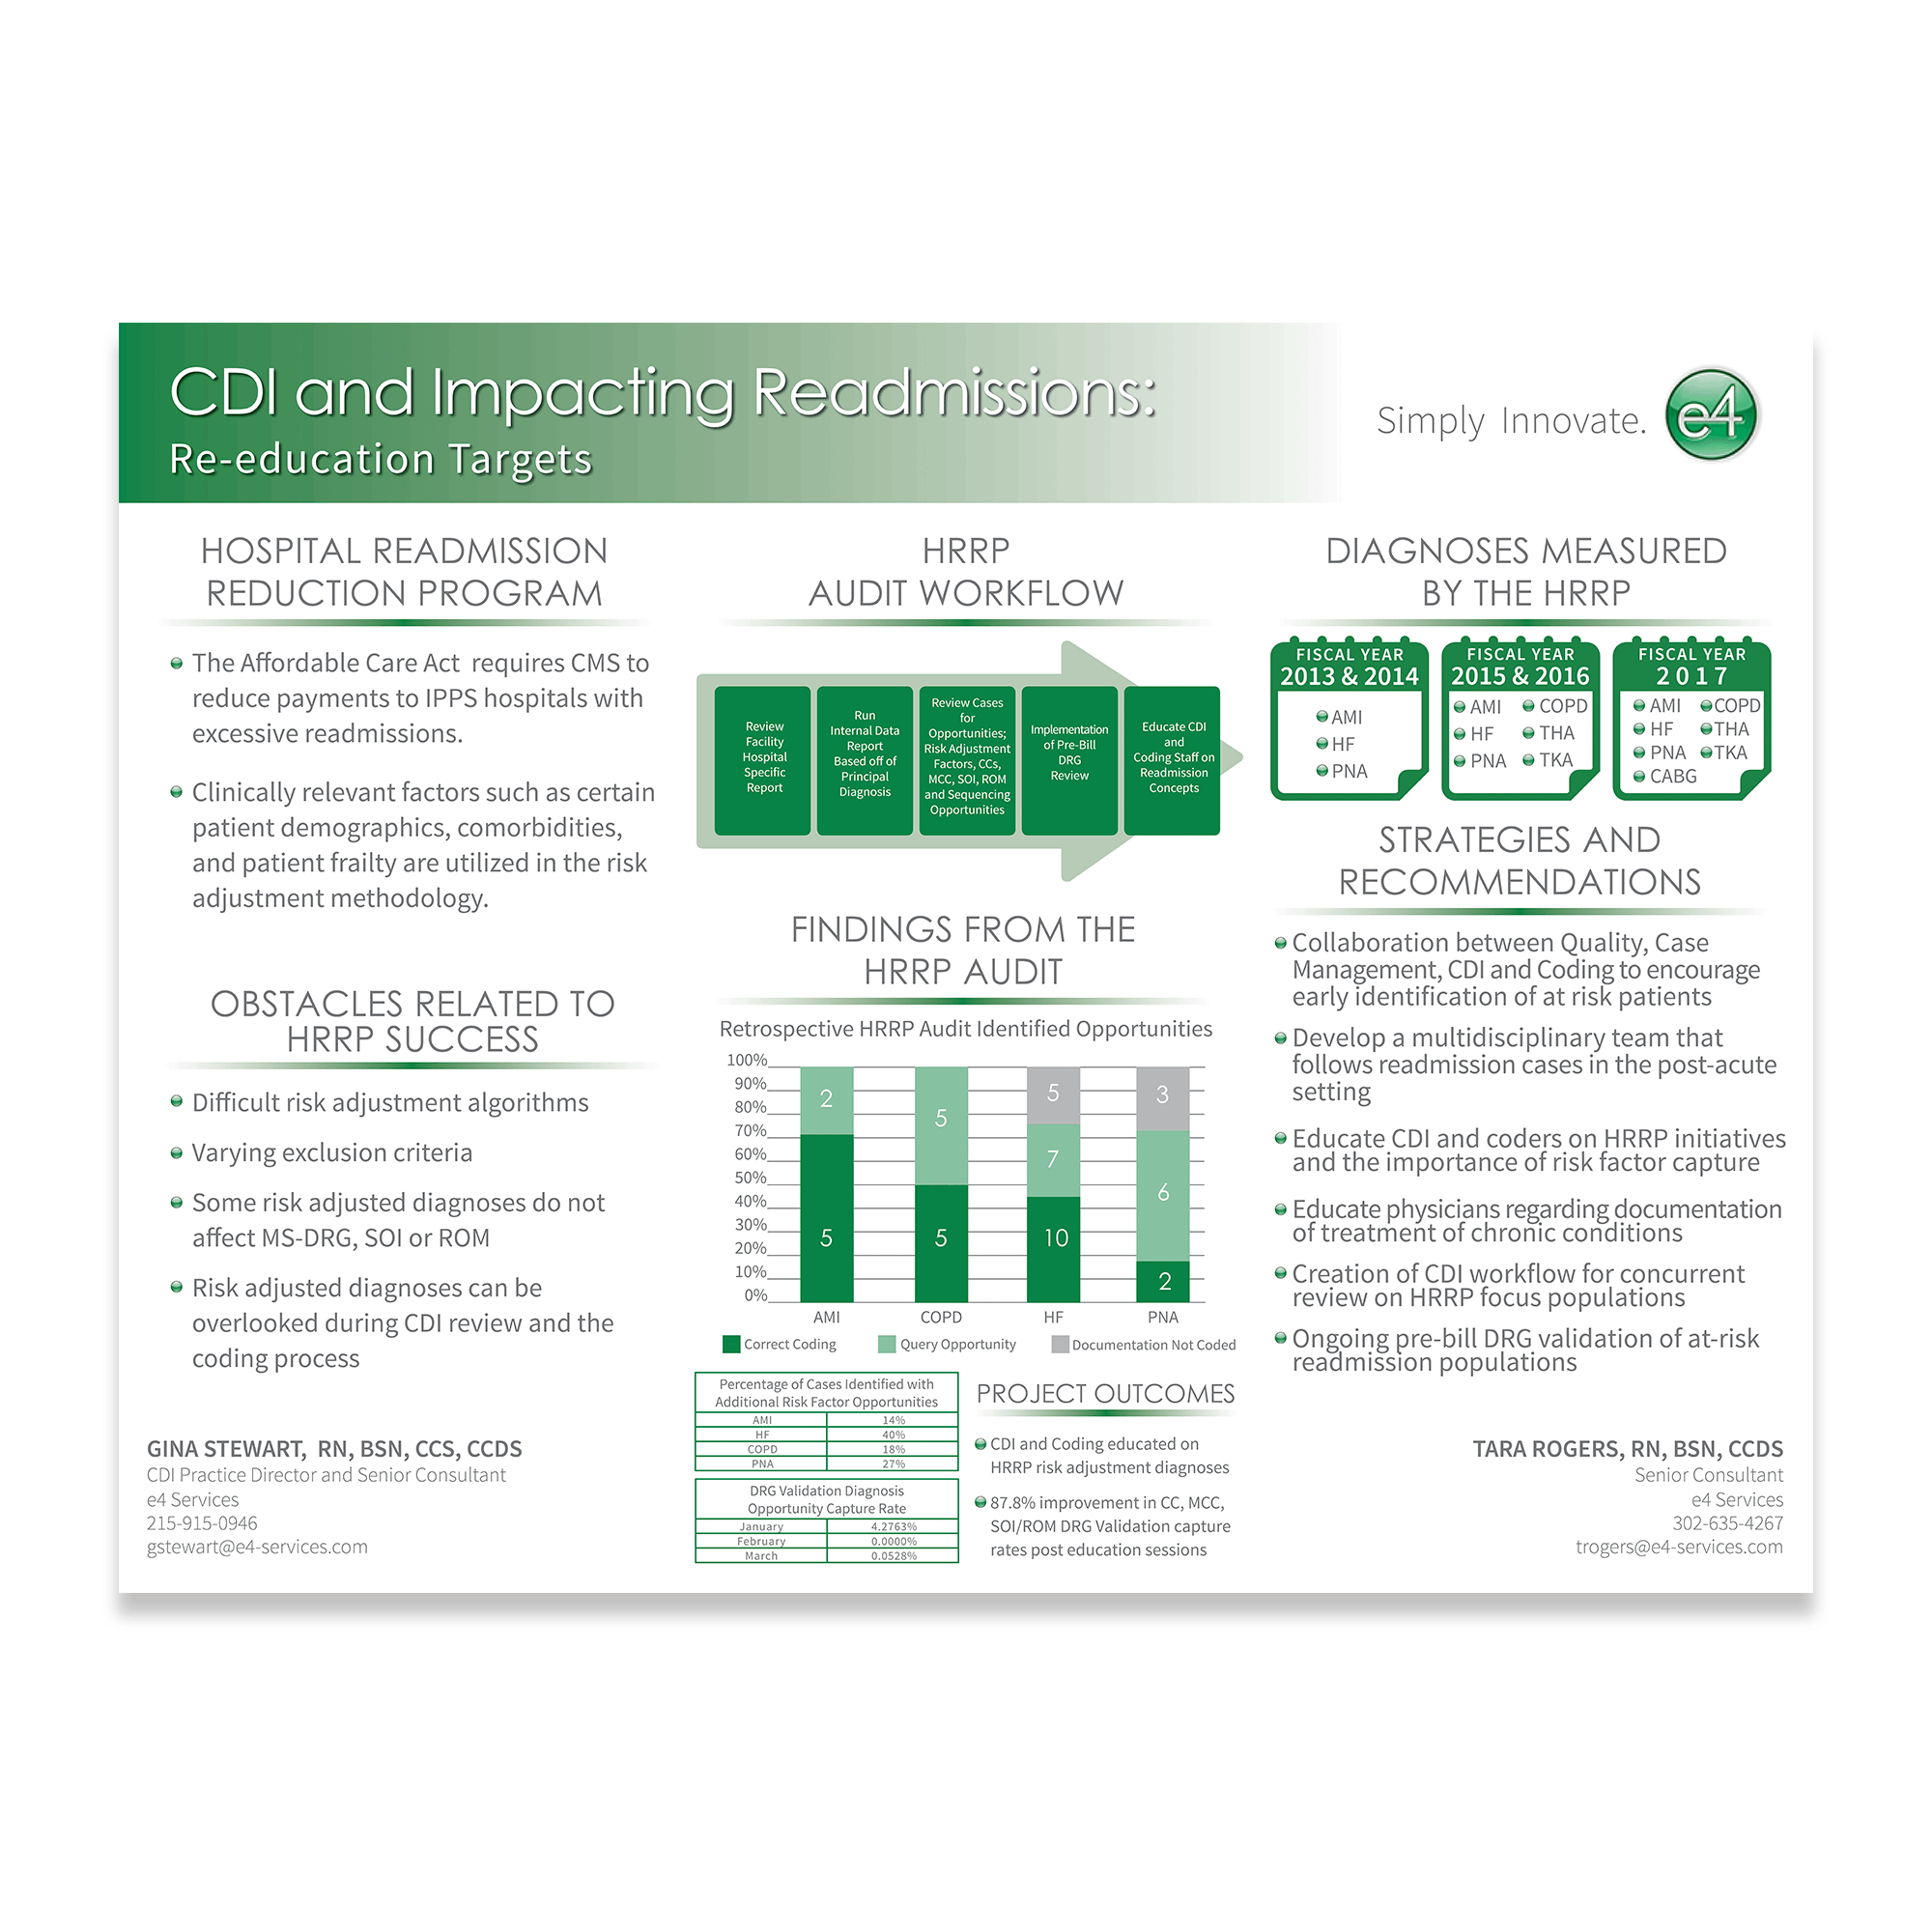 CDI and Impacting Readmissions:
Re-education Targets
Simply Innovate.
e4
HOSPITAL READMISSION
REDUCTION PROGRAM
The Affordable Care Act requires CMS to
reduce payments to IPPS hospitals with
excessive readmissions.
Clinically relevant factors such as certain
patient demographics, comorbidities,
and patient frailty are utilized in the risk
adjustment methodology.
OBSTACLES RELATED TO
HRRP SUCCESS
Difficult risk adjustment algorithms
Varying exclusion criteria
Some risk adjusted diagnoses do not
affect MS-DRG, SOI or ROM
Risk adjusted diagnoses can be
overlooked during CDI review and the
coding process
GINA STEWART, RN, BSN, CCS, CCDS
CDI Practice Director and Senior Consultant
e4 Services
215-915-0946
gstewart@e4-services.com
HRRP
AUDIT WORKFLOW
Review
Facility
Hospital
Specific
Report
Run
Internal Data
Report
Based off of
Principal
Diagnosis
Review Cases
for
Opportunities;
Risk Adjustment
Factors, CCs,
MCC, SOI, ROM
and Sequencing
Opportunities
Implementation
of Pre-Bill
DRG
Review
Educate CDI
and
Coding Staff on
Readmission
Concepts
FINDINGS FROM THE
HRRP AUDIT
Retrospective HRRP Audit Identified Opportunities
100%
90%
80%
70%
60%
50%
40%
30%
20%
10%
0%
2
5
5
5
5
7
10
3
6
2
AMI COPD HF PNA
Correct Coding Query Opportunity Documentation Not Coded
Percentage of Cases Identified with
Additional Risk Factor Opportunities
AMI 14%
HF 40%
COPD 18%
PNA 27%
DRG Validation Diagnosis
Opportunity Capture Rate
January 4.2763%
February 0.0000%
March 0.0528%
PROJECT OUTCOMES
CDI and Coding educated on
HRRP risk adjustment diagnoses
87.8% improvement in CC, MCC,
SOI/ROM DRG Validation capture
rates post education sessions
DIAGNOSES MEASURED
BY THE HRRP
FISCAL YEAR
2013 & 2014
AMI
HF
PNA
FISCAL YEAR
2015 & 2016
AMI COPD
HF THA
PNA TKA
FISCAL YEAR
2017
AMI COPD
HF THA
PNA TKA
CABG
STRATEGIES AND
RECOMMENDATIONS
Collaboration between Quality, Case
Management, CDI and Coding to encourage
early identification of at risk patients
Develop a multidisciplinary team that
follows readmission cases in the post-acute
setting
Educate CDI and coders on HRRP initiatives
and the importance of risk factor capture
Educate physicians regarding documentation
of treatment of chronic conditions
Creation of CDI workflow for concurrent
review on HRRP focus populations
Ongoing pre-bill DRG validation of at-risk
readmission populations
TARA ROGERS, RN, BSN, CCDS
Senior Consultant
e4 Services
302-635-4267
trogers@e4-services.com